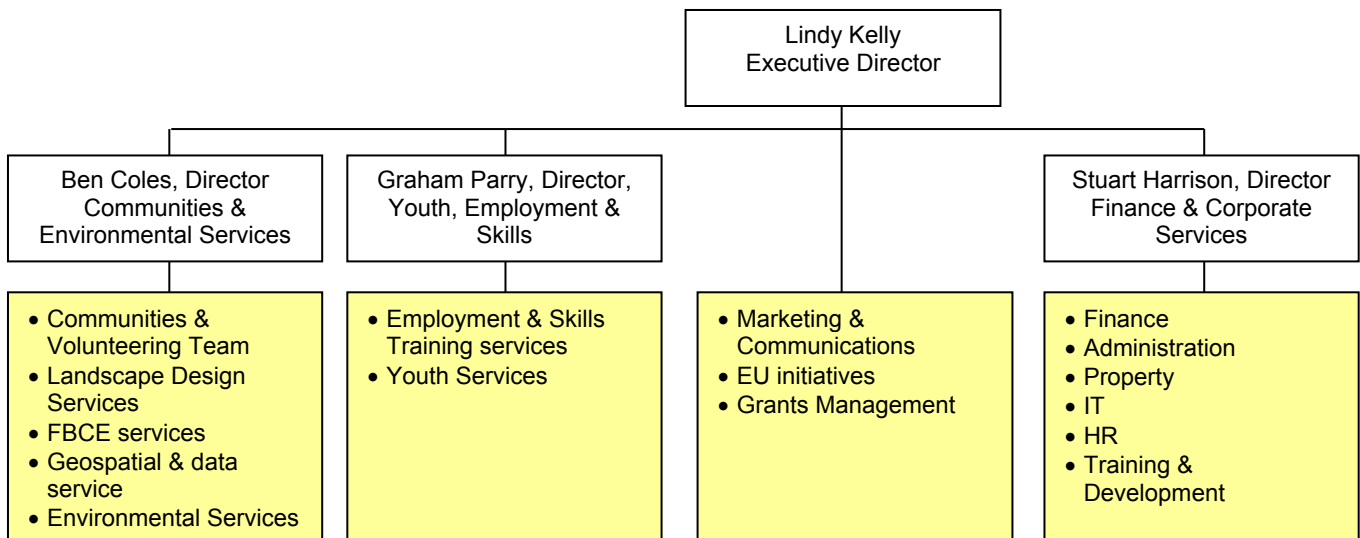 Lindy Kelly
Executive Director
Ben Coles, Director
Communities &
Environmental Services
Graham Parry, Director,
Youth, Employment &
Skills
Stuart Harrison, Director
Finance & Corporate
Services
• Communities &
Volunteering Team
• Landscape Design
Services
• FBCE services
• Geospatial & data
service
• Environmental Services
• Employment & Skills
Training services
• Youth Services
• Marketing &
Communications
• EU initiatives
• Grants Management
• Finance
• Administration
• Property
• IT
• HR
• Training &
Development